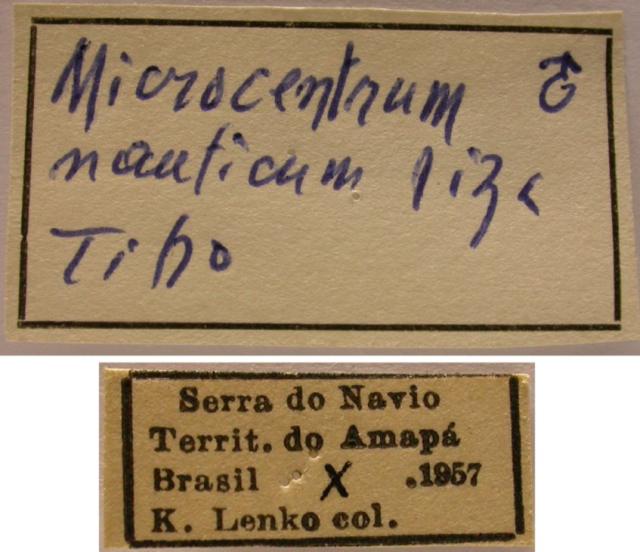 Microcentrum ♂
nauticum Piza
Tipo
Serra do Navio
Territ. do Amapá
Brasil X .1957
K. Lenko col.